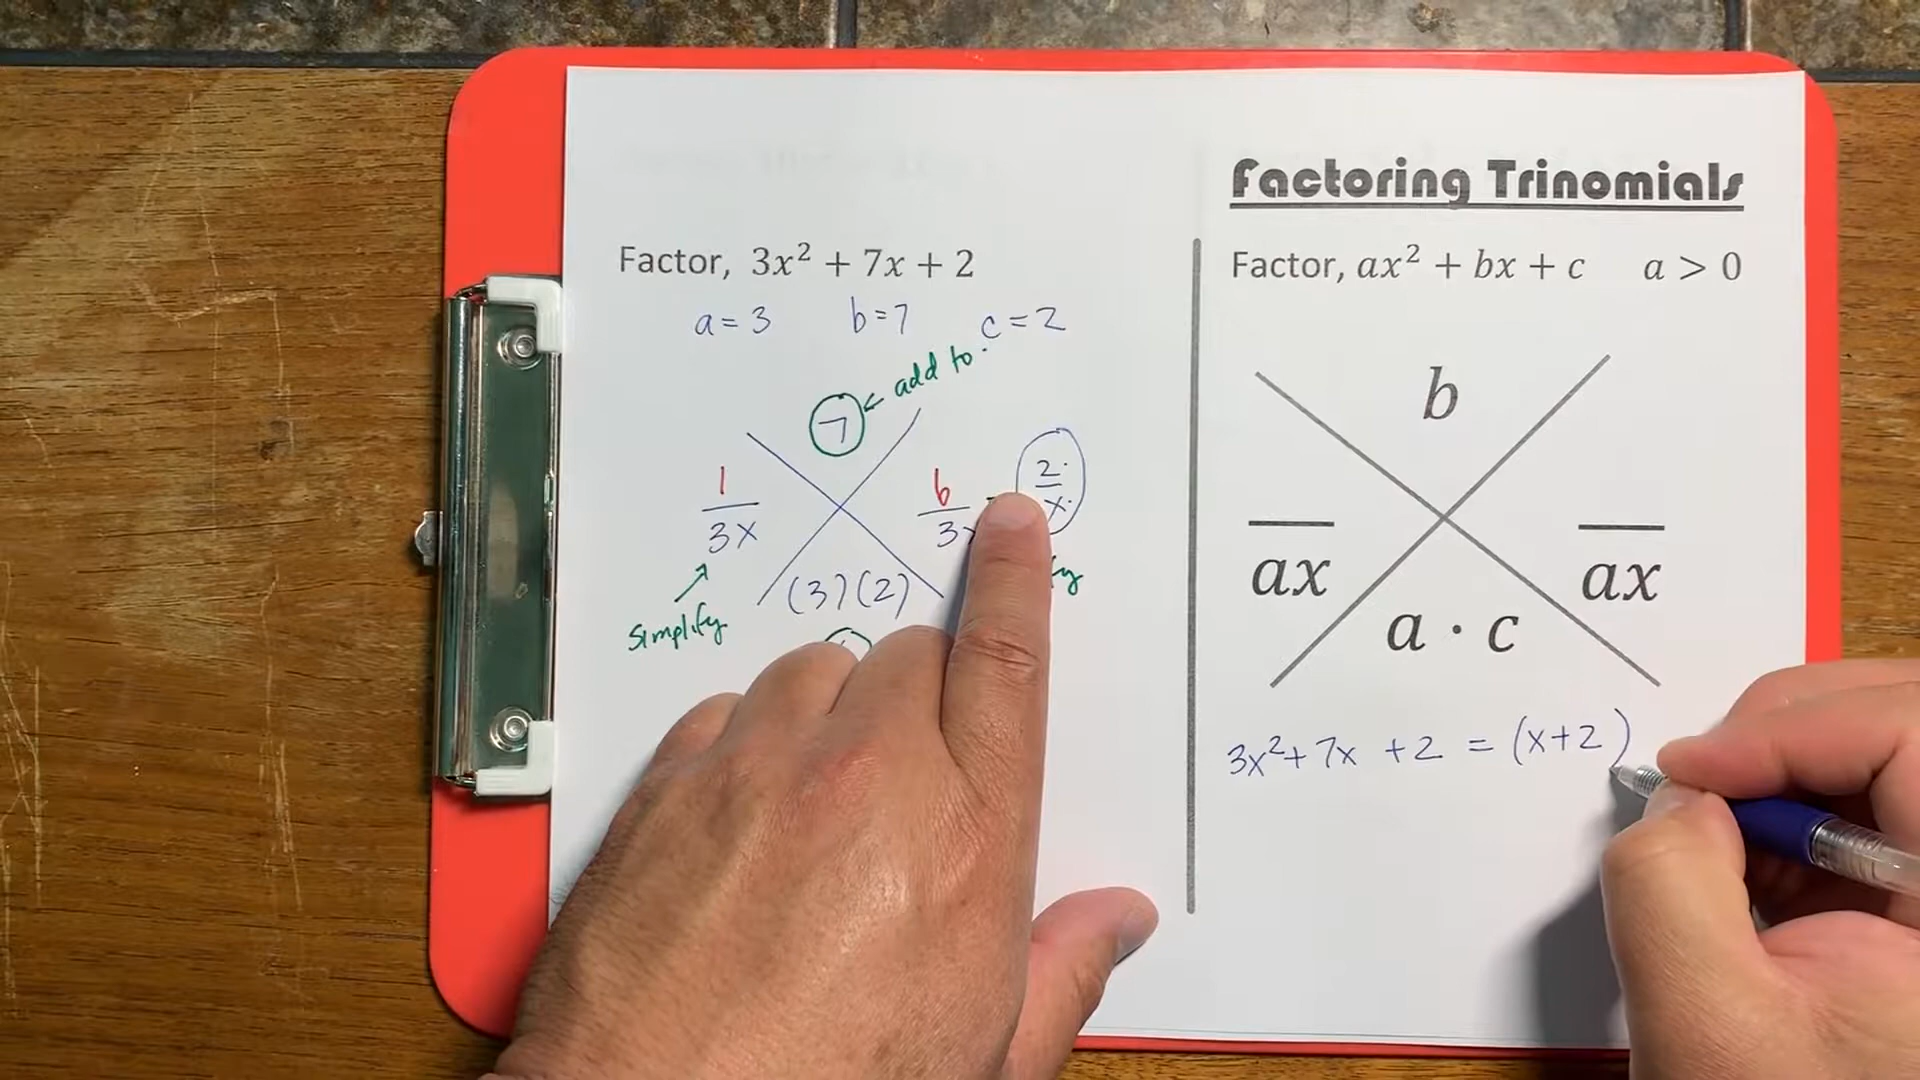 Factoring Trinomials
Factor, 3x² + 7x + 2
a = 3 b = 7 c = 2
add to
7
1
3x
6
3x
2
x
(3)(2)
Simplify
Factor, ax² + bx + c a > 0
b
ax
ax
a · c
3x² + 7x + 2 = (x+2)